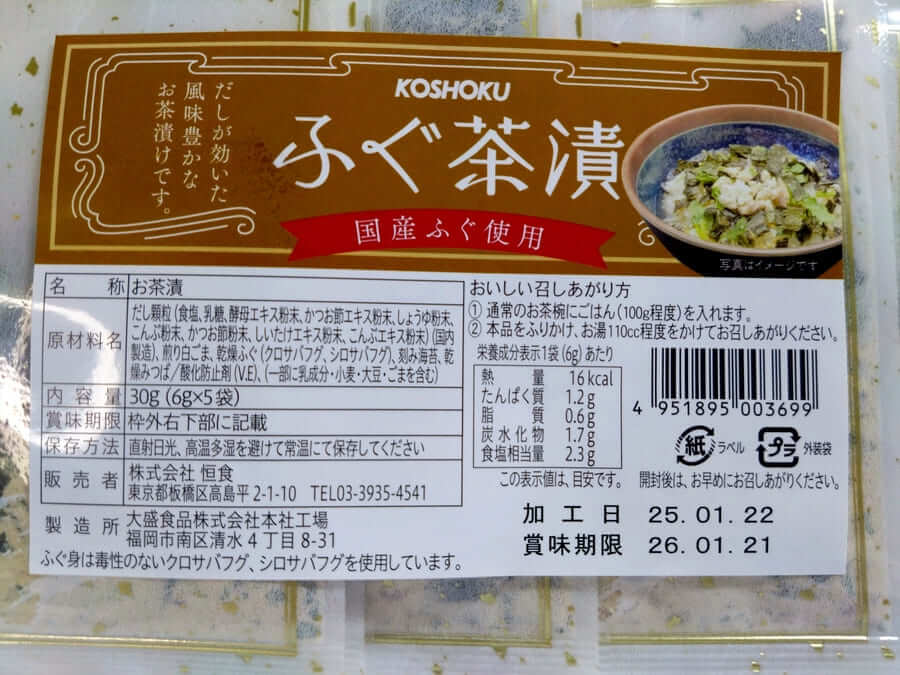 KOSHOKU
ふぐ茶漬
だしが効いた
風味豊かな
お茶漬けです。
国産ふぐ使用
写真はイメージです
名称 お茶漬
原材料名 だし顆粒(食塩、乳糖、酵母エキス粉末、かつお節エキス粉末、しょうゆ粉末、
こんぶ粉末、かつお節粉末、しいたけエキス粉末、こんぶエキス粉末)(国内
製造)、煎り白ごま、乾燥ふぐ(クロサバフグ、シロサバフグ)、刻み海苔、乾
燥みつば/酸化防止剤(V.E)、(一部に乳成分・小麦・大豆・ごまを含む)
内容量 30g (6g×5袋)
賞味期限 枠外右下部に記載
保存方法 直射日光、高温多湿を避けて常温にて保存してください
販売者 株式会社 恒食
東京都板橋区高島平 2-1-10 TEL03-3935-4541
製造所 大盛食品株式会社本社工場
福岡市南区清水4丁目8-31
ふぐ身は毒性のないクロサバフグ、シロサバフグを使用しています。
おいしい召しあがり方
① 通常のお茶碗にごはん(100g程度)を入れます。
② 本品をふりかけ、お湯110cc程度をかけてお召しあがりください。
栄養成分表示1袋(6g)あたり
熱量 16kcal
たんぱく質 1.2g
脂質 0.6g
炭水化物 1.7g
食塩相当量 2.3g
この表示値は、目安です。
4 951895 003699
紙 ラベル
プラ 外装袋
開封後は、お早めにお召しあがりください。
加工日 25.01.22
賞味期限 26.01.21